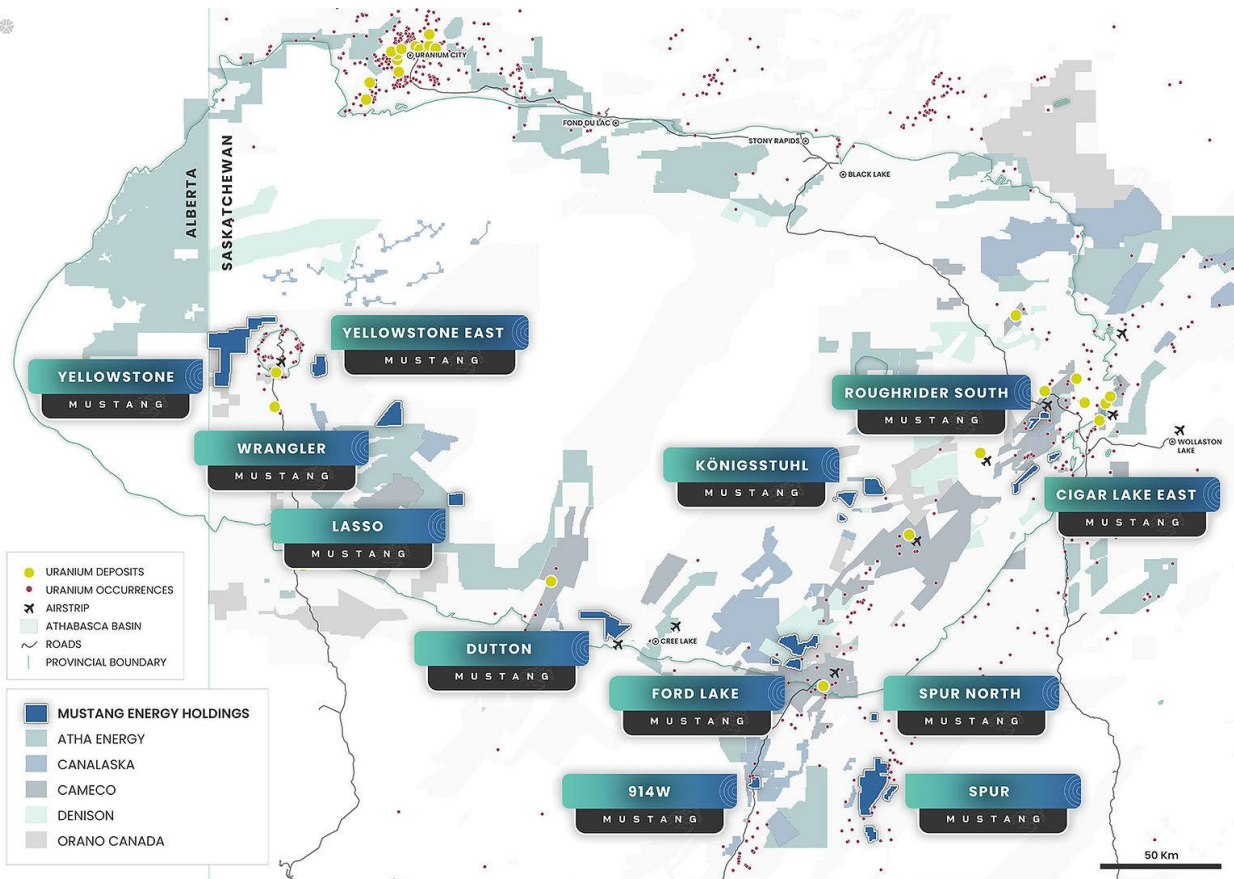 URANIUM CITY
FOND DU LAC
STONY RAPIDS
BLACK LAKE
ALBERTA
SASKATCHEWAN
YELLOWSTONE EAST
MUSTANG
YELLOWSTONE
MUSTANG
ROUGHRIDER SOUTH
MUSTANG
WRANGLER
MUSTANG
WOLLASTON
LAKE
KÖNIGSSTUHL
MUSTANG
CIGAR LAKE EAST
MUSTANG
LASSO
MUSTANG
URANIUM DEPOSITS
URANIUM OCCURRENCES
AIRSTRIP
ATHABASCA BASIN
ROADS
PROVINCIAL BOUNDARY
DUTTON
MUSTANG
CREE LAKE
FORD LAKE
MUSTANG
SPUR NORTH
MUSTANG
MUSTANG ENERGY HOLDINGS
ATHA ENERGY
CANALASKA
CAMECO
DENISON
ORANO CANADA
914W
MUSTANG
SPUR
MUSTANG
50 Km